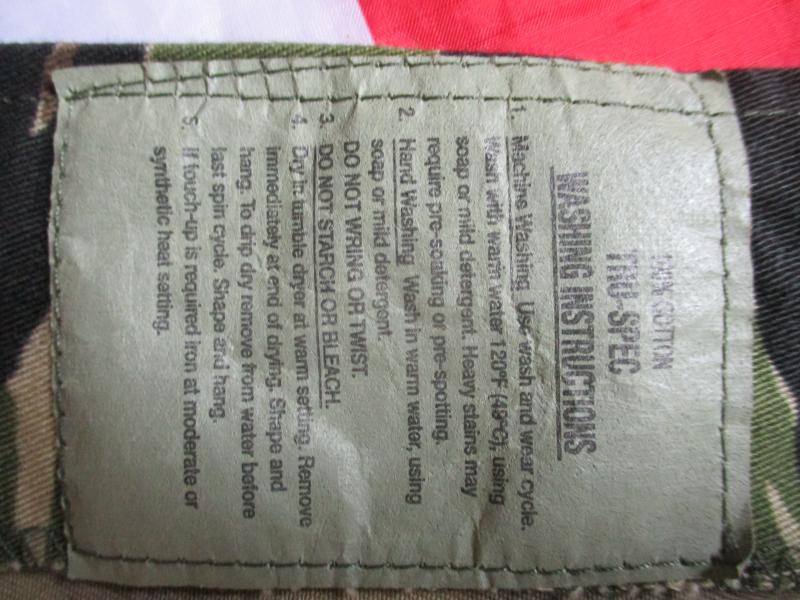 100% COTTON
TRU-SPEC
WASHING INSTRUCTIONS
1. Machine Washing. Use wash and wear cycle.
Wash with warm water 120°F (49°C), using
soap or mild detergent. Heavy stains may
require pre-soaking or pre-spotting.
2. Hand Washing. Wash in warm water, using
soap or mild detergent.
DO NOT WRING OR TWIST.
3. DO NOT STARCH OR BLEACH.
4. Dry in tumble dryer at warm setting. Remove
immediately at end of drying. Shape and
hang. To drip dry remove from water before
last spin cycle. Shape and hang.
5. If touch-up is required iron at moderate or
synthetic heat setting.